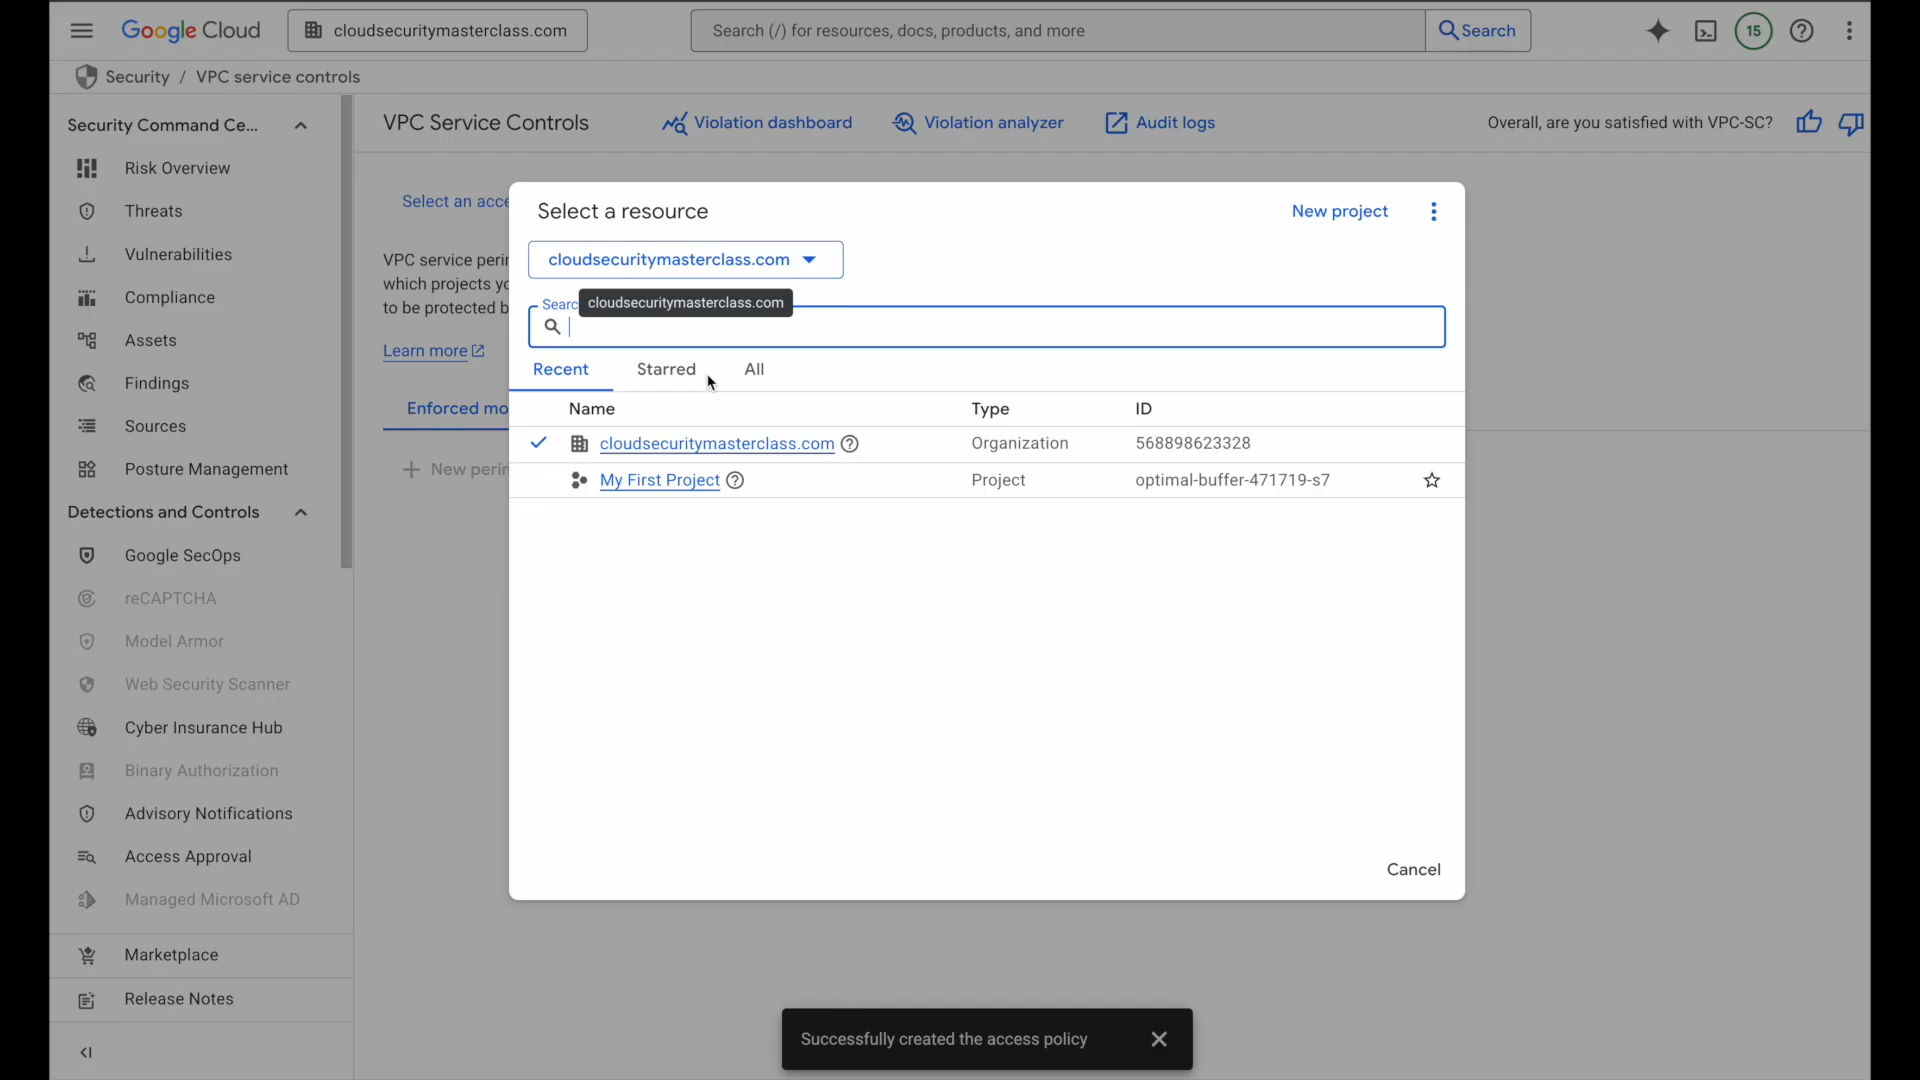 Google Cloud
cloudsecuritymasterclass.com
Search (/) for resources, docs, products, and more
Search
15
Security / VPC service controls
Security Command Ce...
Risk Overview
Threats
Vulnerabilities
Compliance
Assets
Findings
Sources
Posture Management
Detections and Controls
Google SecOps
reCAPTCHA
Model Armor
Web Security Scanner
Cyber Insurance Hub
Binary Authorization
Advisory Notifications
Access Approval
Managed Microsoft AD
Marketplace
Release Notes
VPC Service Controls
Violation dashboard
Violation analyzer
Audit logs
Overall, are you satisfied with VPC-SC?
Select an acce
VPC service peri
which projects y
to be protected b
Learn more
Enforced mo
New perin
Select a resource
New project
cloudsecuritymasterclass.com
Searc
cloudsecuritymasterclass.com
Recent
Starred
All
Name Type ID
cloudsecuritymasterclass.com Organization 568898623328
My First Project Project optimal-buffer-471719-s7
Cancel
Successfully created the access policy